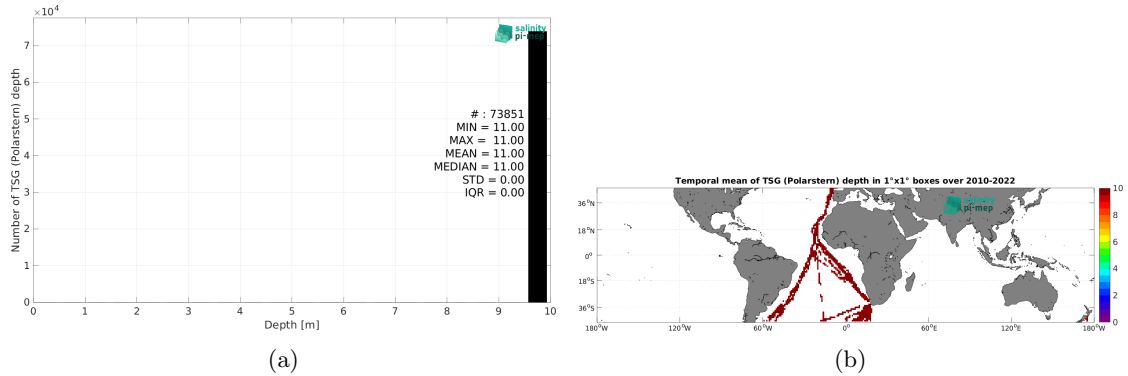 ×10⁴
7
6
5
4
3
2
1
0
Number of TSG (Polarstern) depth
salinity
pi-mep
# : 73851
MIN = 11.00
MAX = 11.00
MEAN = 11.00
MEDIAN = 11.00
STD = 0.00
IQR = 0.00
0 1 2 3 4 5 6 7 8 9 10
Depth [m]
(a)
Temporal mean of TSG (Polarstern) depth in 1°x1° boxes over 2010-2022
salinity
pi-mep
36°N
18°N
0°
18°S
36°S
180°W 120°W 60°W 0° 60°E 120°E 180°E
10
8
6
4
2
0
(b)